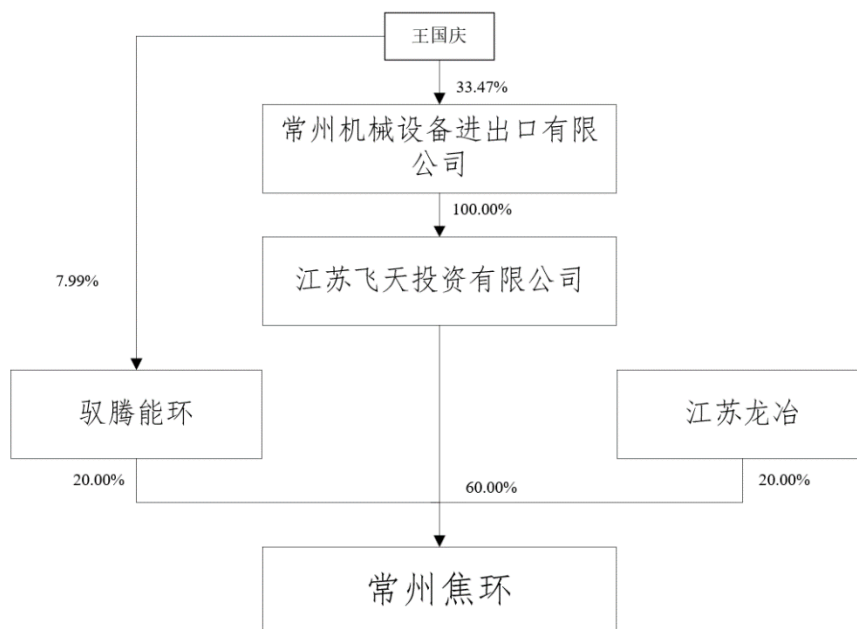 王国庆
33.47%
常州机械设备进出口有限
公司
100.00%
江苏飞天投资有限公司
7.99%
驭腾能环
江苏龙冶
20.00%
60.00%
20.00%
常州焦环